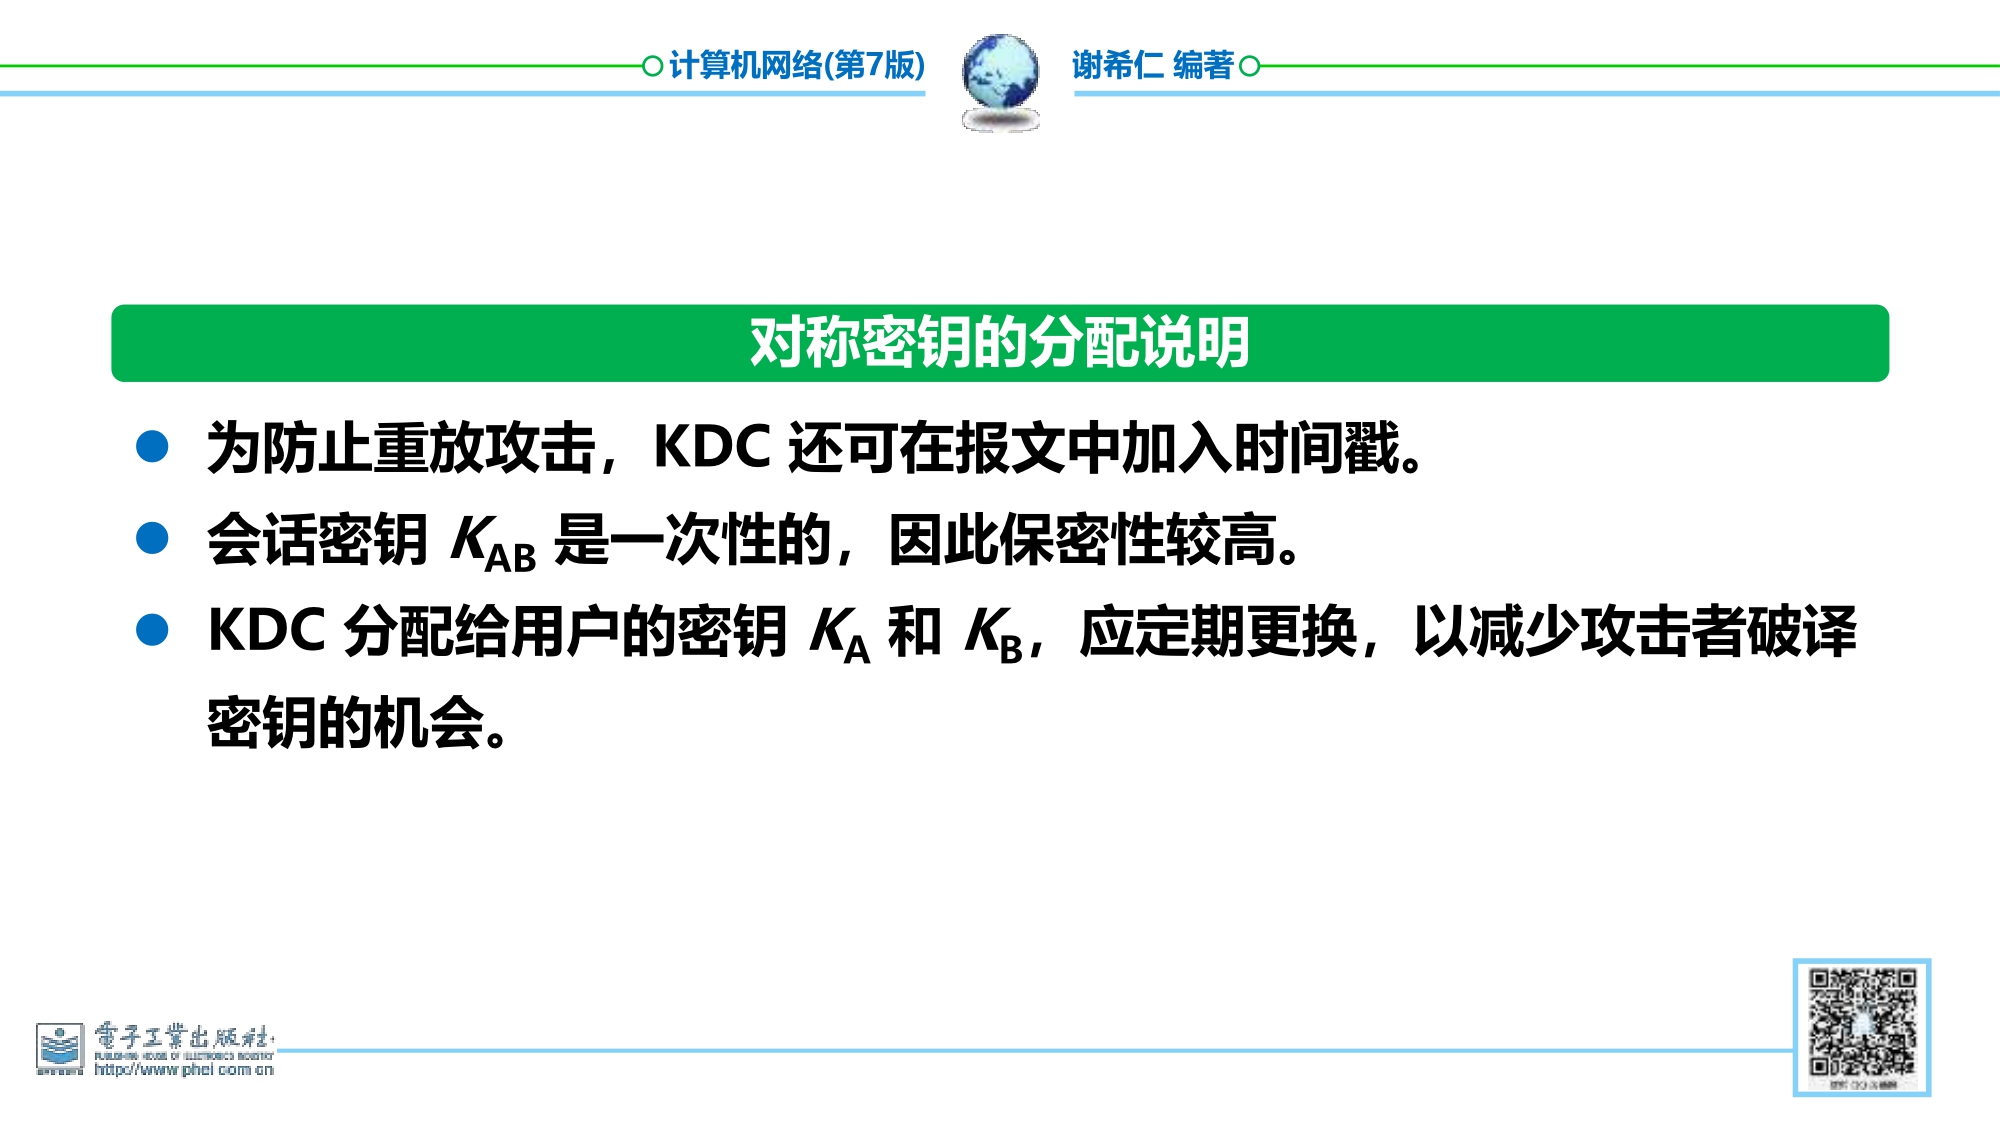 计算机网络(第7版)
谢希仁 编著
对称密钥的分配说明
为防止重放攻击，KDC 还可在报文中加入时间戳。
会话密钥 KAB 是一次性的，因此保密性较高。
KDC 分配给用户的密钥 KA 和 KB，应定期更换，以减少攻击者破译
密钥的机会。
電子工業出版社
PUBLISHING HOUSE OF ELECTRONICS INDUSTRY
http://www.phei.com.cn